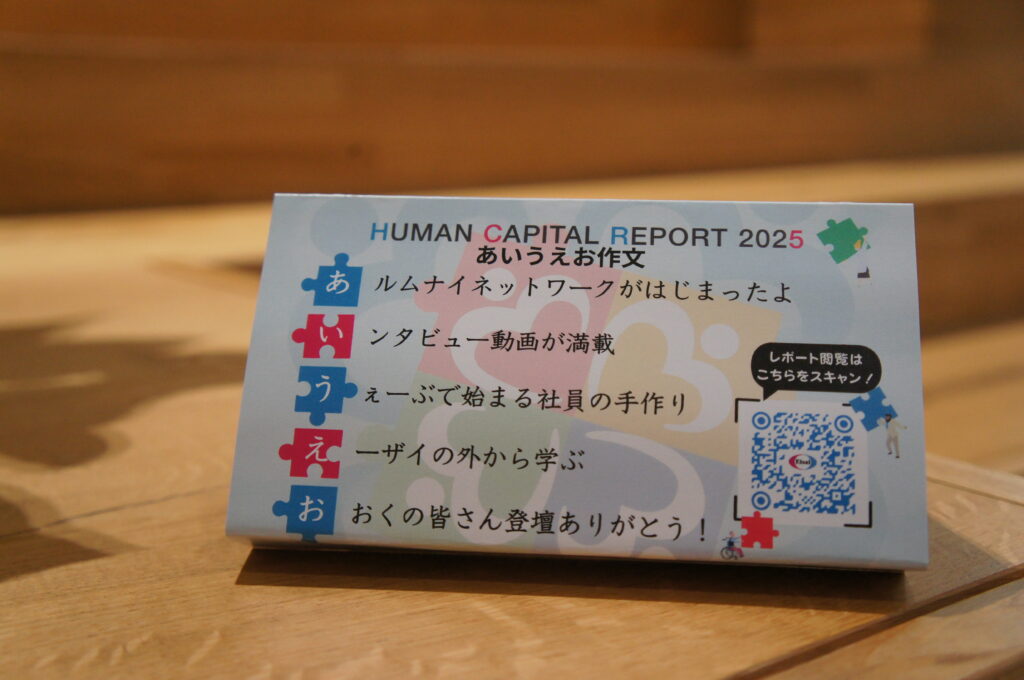 HUMAN CAPITAL REPORT 2025
あいうえお作文
あ ルムナイネットワークがはじまったよ
い ンタビュー動画が満載
う ぇーぶで始まる社員の手作り
え ーザイの外から学ぶ
お おくの皆さん登壇ありがとう!
レポート閲覧は
こちらをスキャン!
Eisai